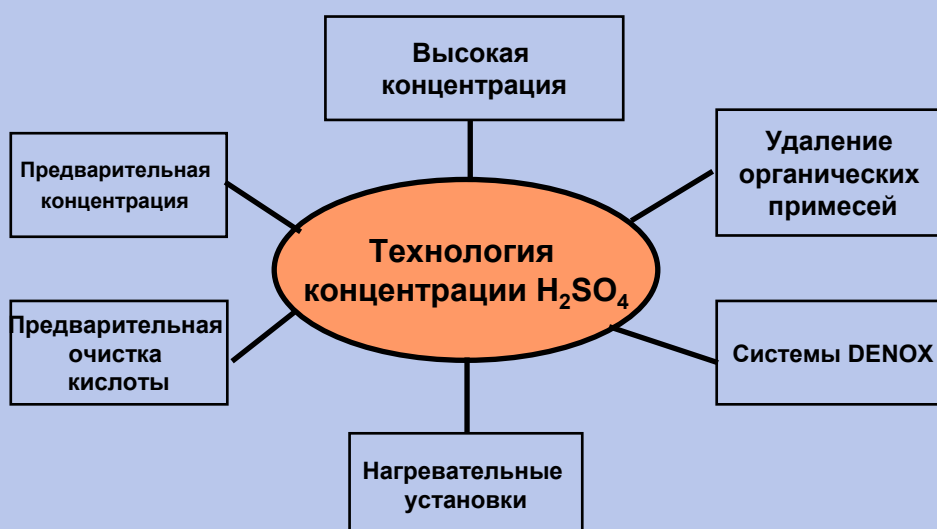 Высокая
концентрация
Предварительная
концентрация
Удаление
органических
примесей
Технология
концентрации H₂SO₄
Предварительная
очистка
кислоты
Системы DENOX
Нагревательные
установки